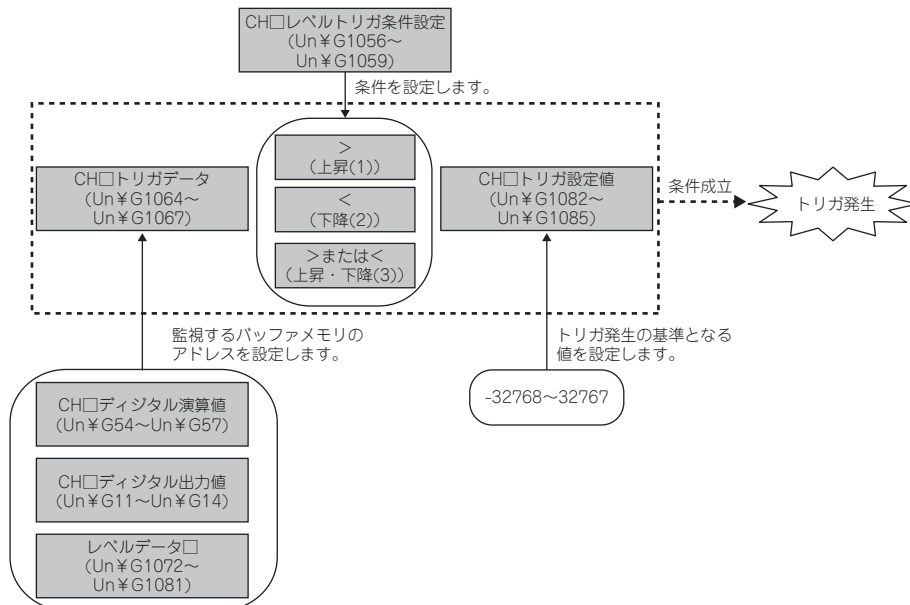 CH□レベルトリガ条件設定
(Un¥G1056～
Un¥G1059)
条件を設定します。
CH□トリガデータ
(Un¥G1064～
Un¥G1067)
>
(上昇(1))
<
(下降(2))
>または<
(上昇・下降(3))
CH□トリガ設定値
(Un¥G1082～
Un¥G1085)
条件成立
トリガ発生
監視するバッファメモリの
アドレスを設定します。
トリガ発生の基準となる
値を設定します。
-32768～32767
CH□ディジタル演算値
(Un¥G54～Un¥G57)
CH□ディジタル出力値
(Un¥G11～Un¥G14)
レベルデータ□
(Un¥G1072～
Un¥G1081)